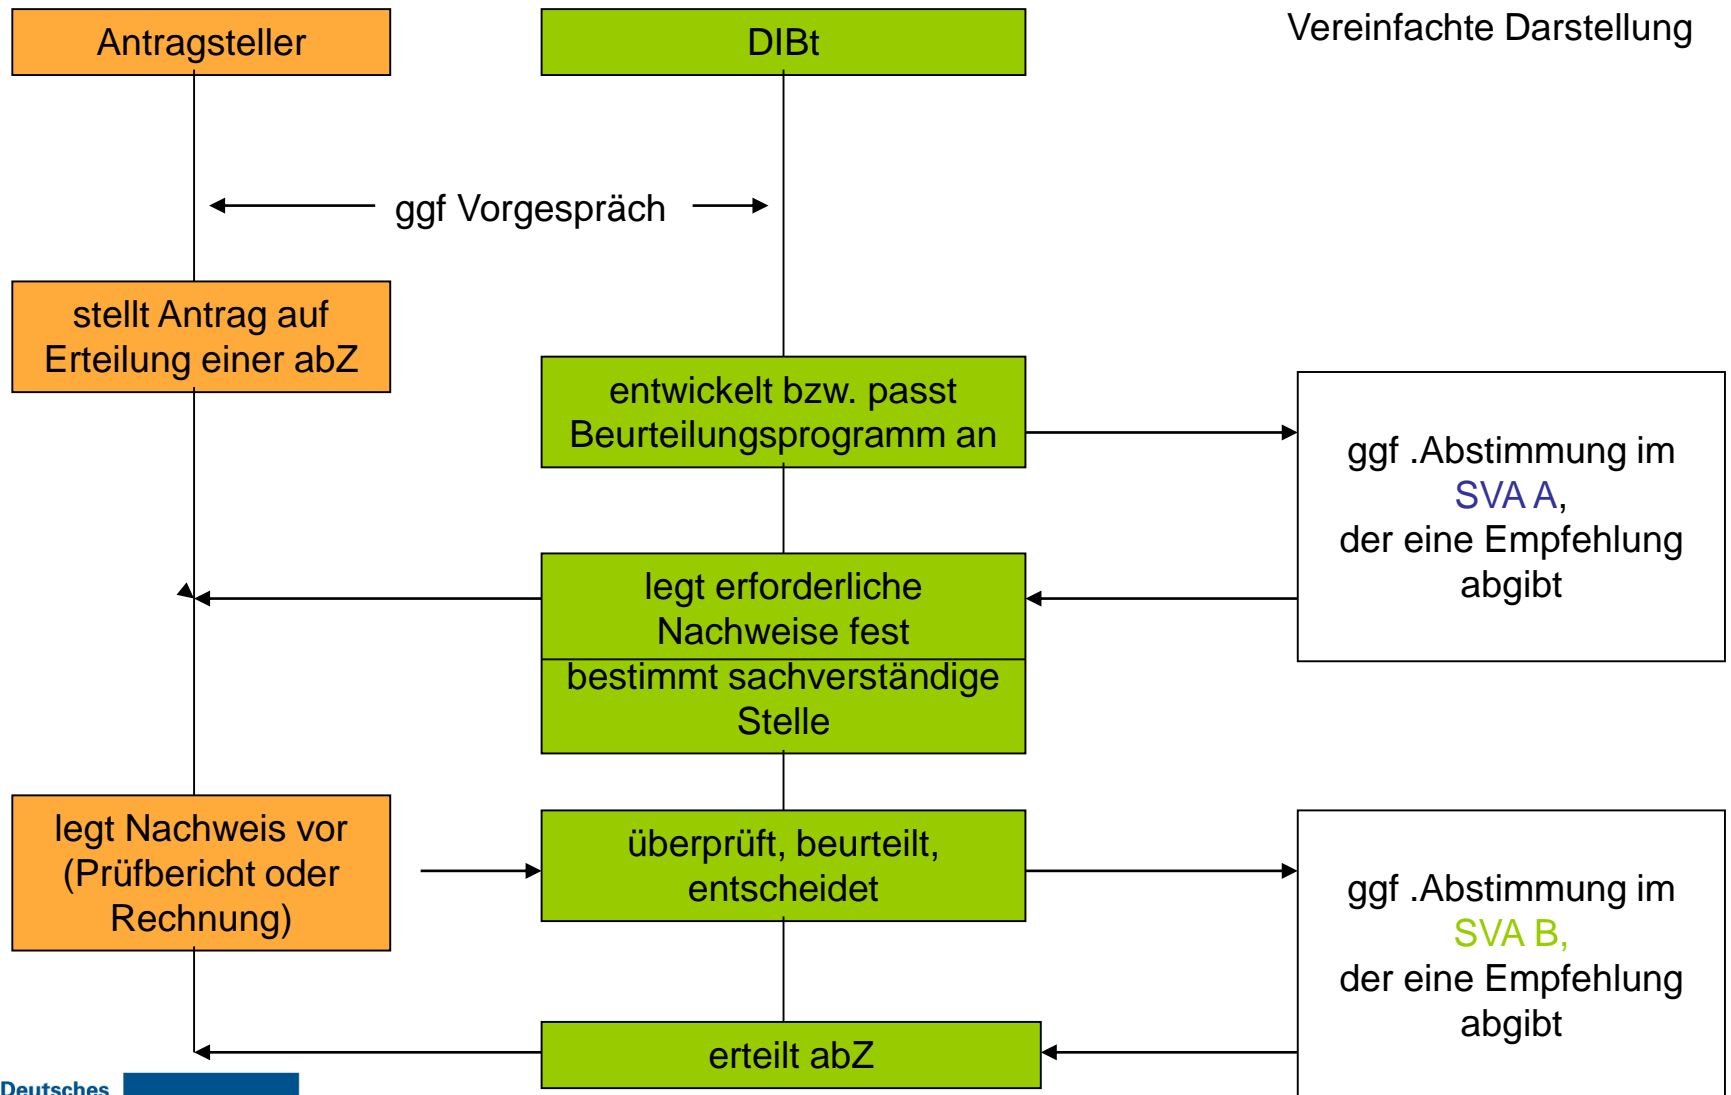 Antragsteller
DIBt
Vereinfachte Darstellung
ggf Vorgespräch
stellt Antrag auf
Erteilung einer abZ
entwickelt bzw. passt
Beurteilungsprogramm an
ggf .Abstimmung im
SVA A,
der eine Empfehlung
abgibt
legt erforderliche
Nachweise fest
bestimmt sachverständige
Stelle
legt Nachweis vor
(Prüfbericht oder
Rechnung)
überprüft, beurteilt,
entscheidet
ggf .Abstimmung im
SVA B,
der eine Empfehlung
abgibt
erteilt abZ
Deutsches